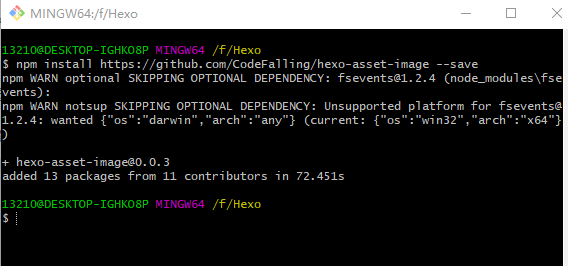 MINGW64:/f/Hexo
13210@DESKTOP-IGHKO8P MINGW64 /f/Hexo
$ npm install https://github.com/CodeFalling/hexo-asset-image --save
npm WARN optional SKIPPING OPTIONAL DEPENDENCY: fsevents@1.2.4 (node_modules\fse
vents):
npm WARN notsup SKIPPING OPTIONAL DEPENDENCY: Unsupported platform for fsevents@
1.2.4: wanted {"os":"darwin","arch":"any"} (current: {"os":"win32","arch":"x64"}
)
+ hexo-asset-image@0.0.3
added 13 packages from 11 contributors in 72.451s
13210@DESKTOP-IGHKO8P MINGW64 /f/Hexo
$